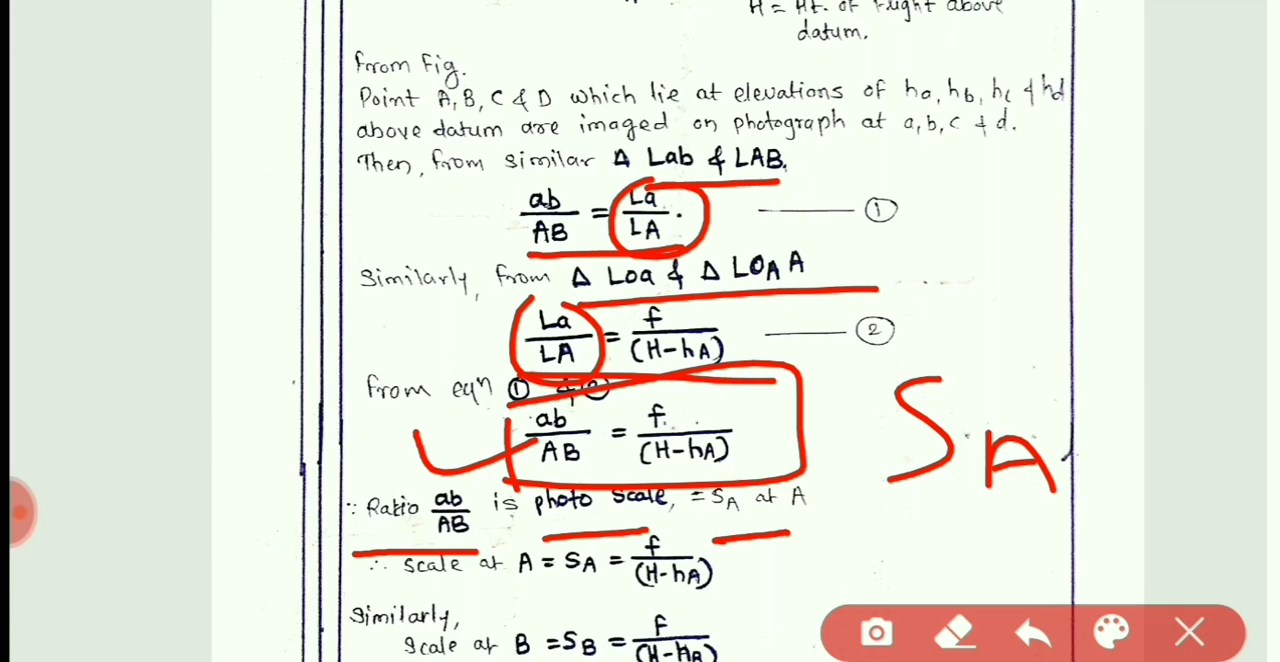 H = Ht. of flight above
datum.
From Fig.
Point A, B, C & D which lie at elevations of ha, hb, hc & hd
above datum are imaged on photograph at a, b, c & d.
Then, from similar Δ Lab & LAB.
ab/AB = La/LA. —— ①
Similarly, from Δ Loa & Δ LOAA
La/LA = f/(H-hA) —— ②
From eqn ① & ②
ab/AB = f/(H-hA)
∵ Ratio ab/AB is photo scale, = SA at A
SA
∴ scale at A = SA = f/(H-hA)
Similarly,
Scale at B = SB = f/(H-HB)